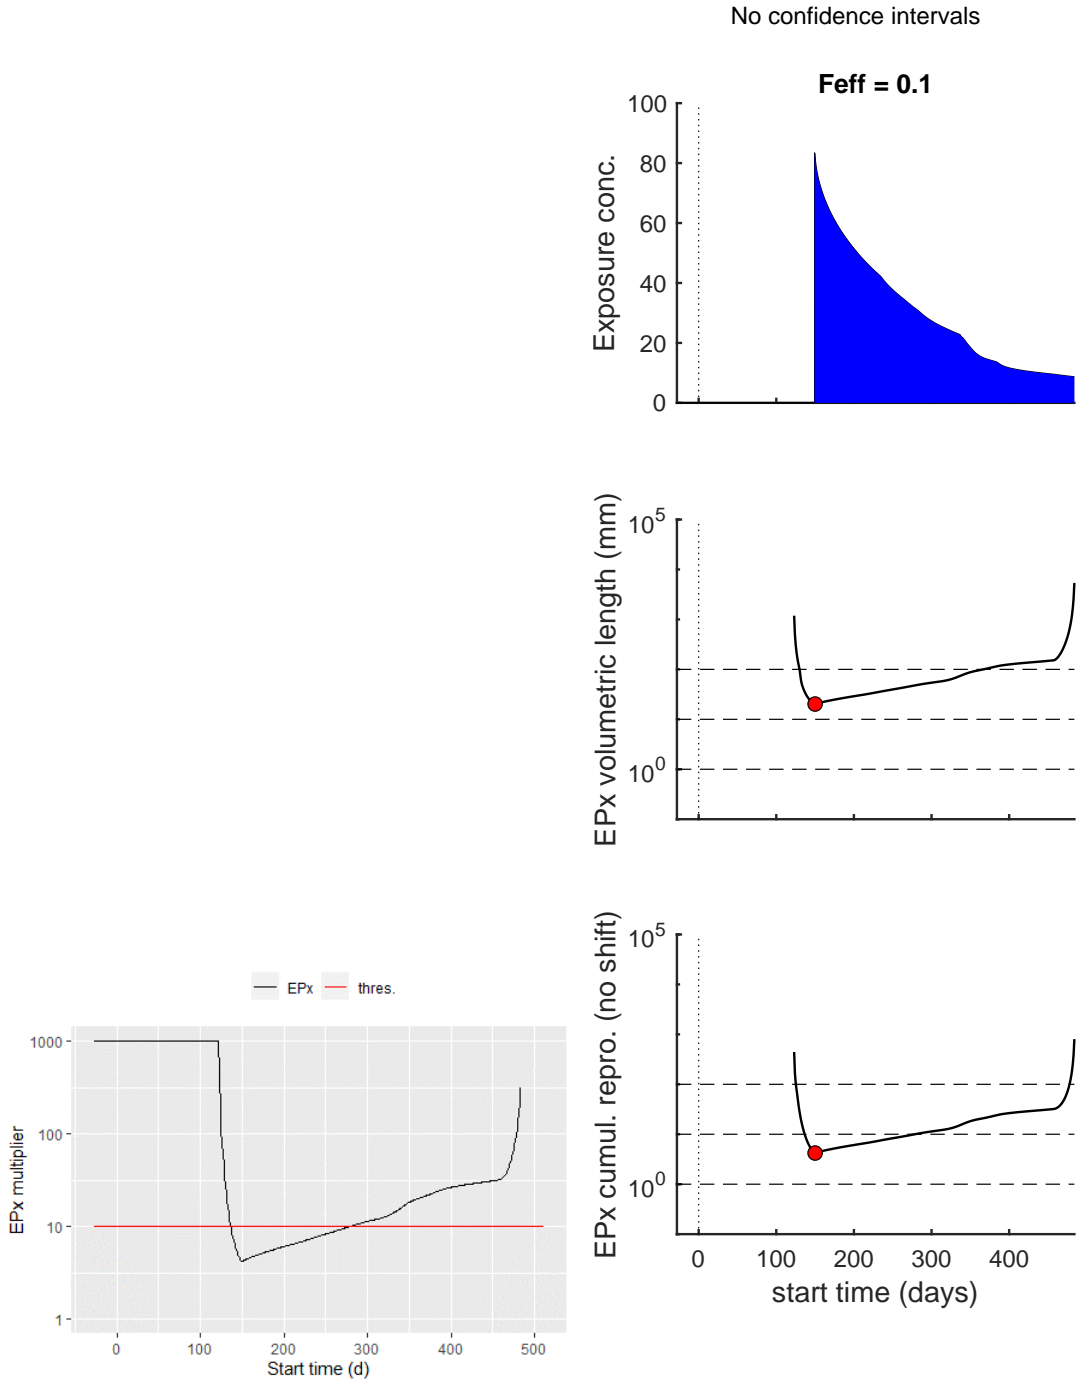 No confidence intervals
Feff = 0.1
Exposure conc.
100
80
60
40
20
0
EPx volumetric length (mm)
10^5
10^0
EPx cumul. repro. (no shift)
10^5
10^0
0 100 200 300 400
start time (days)
EPx thres.
EPx multiplier
1000
100
10
1
0 100 200 300 400 500
Start time (d)